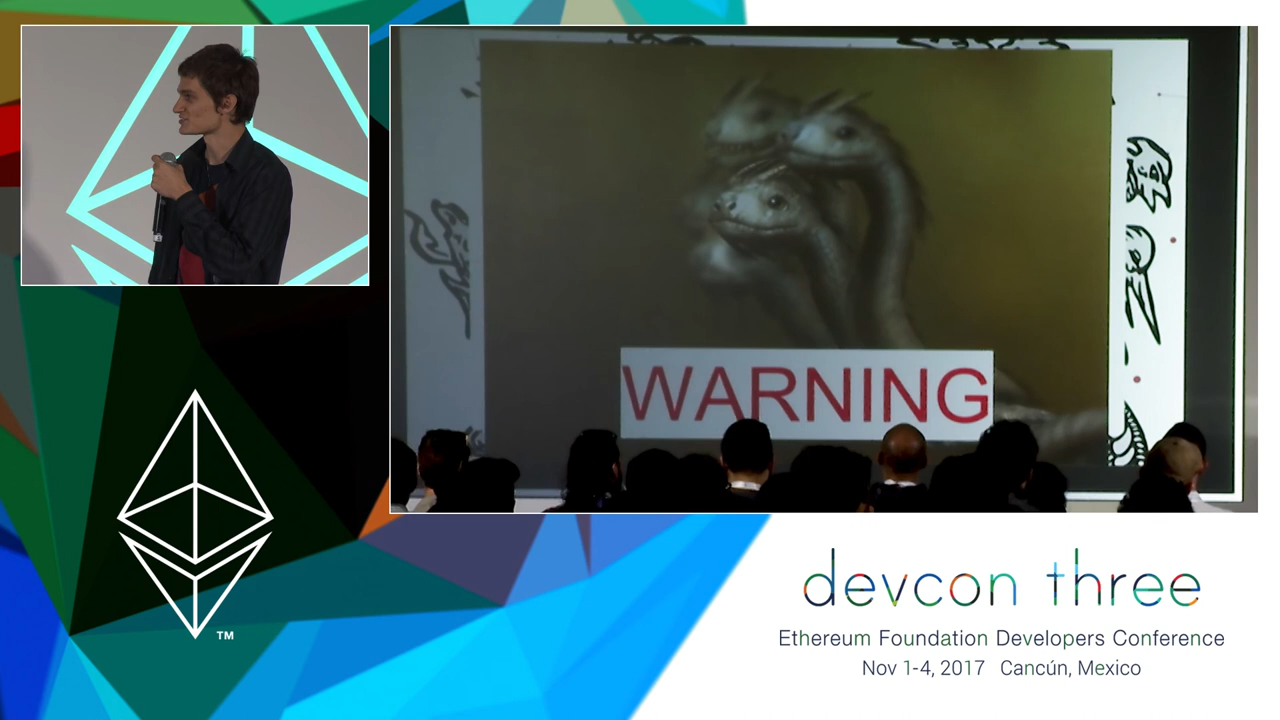 WARNING
TM
devcon three
Ethereum Foundation Developers Conference
Nov 1-4, 2017 Cancún, Mexico